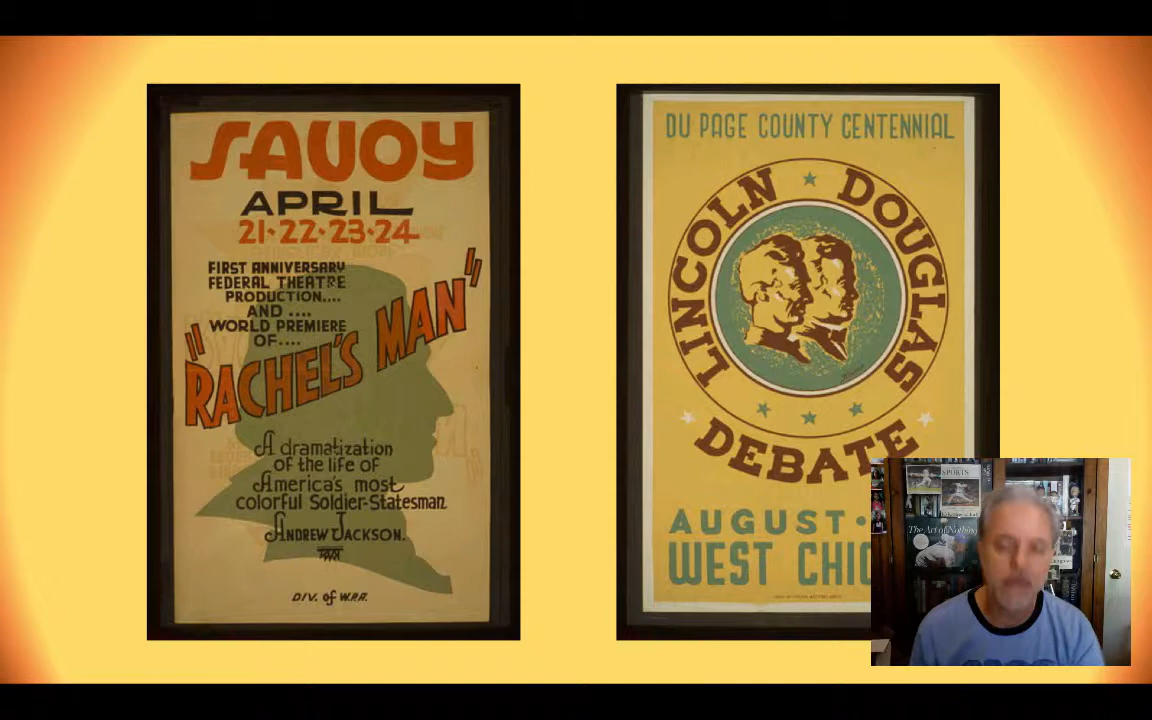 SAVOY
APRIL
21•22•23•24
FIRST ANNIVERSARY
FEDERAL THEATRE
PRODUCTION....
AND ....
WORLD PREMIERE
OF....
"RACHEL'S MAN"
A dramatization
of the life of
America's most
colorful Soldier-Statesman
ANDREW JACKSON.
DIV. of W.P.A.
DU PAGE COUNTY CENTENNIAL
LINCOLN DOUGLAS
DEBATE
AUGUST•
WEST CHIC
SPORTS
The Art of Nothing